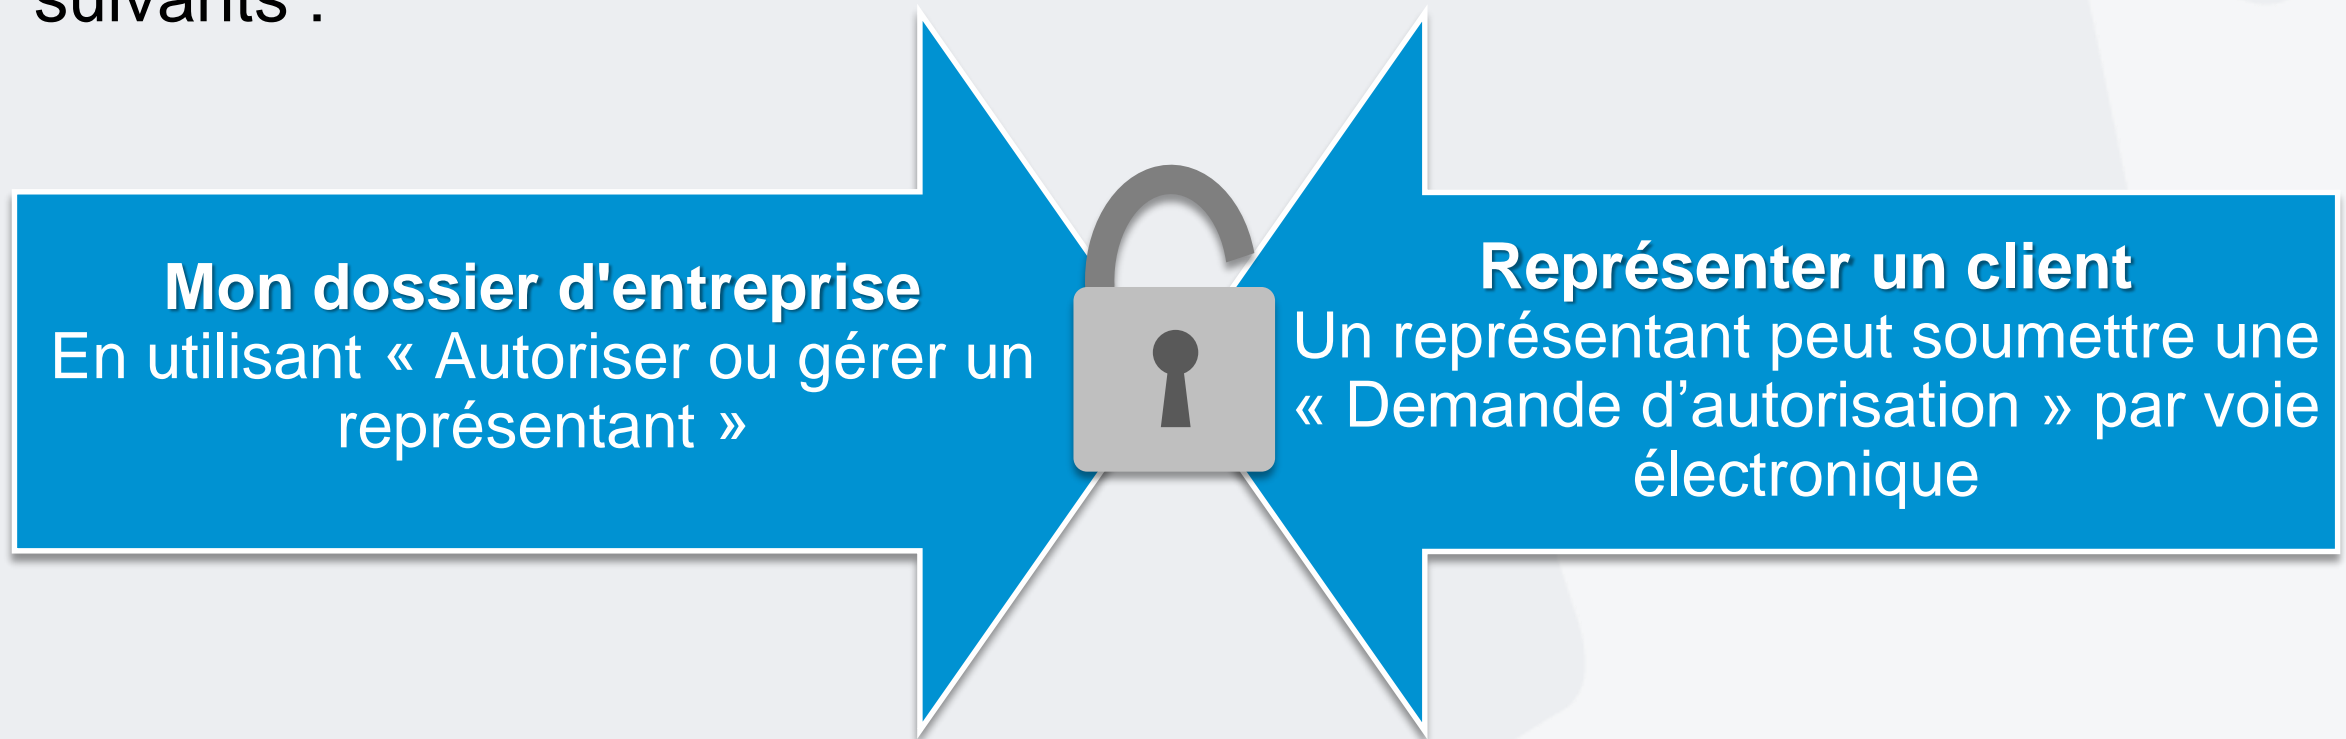 suivants :
Mon dossier d'entreprise
En utilisant « Autoriser ou gérer un
représentant »
Représenter un client
Un représentant peut soumettre une
« Demande d’autorisation » par voie
électronique